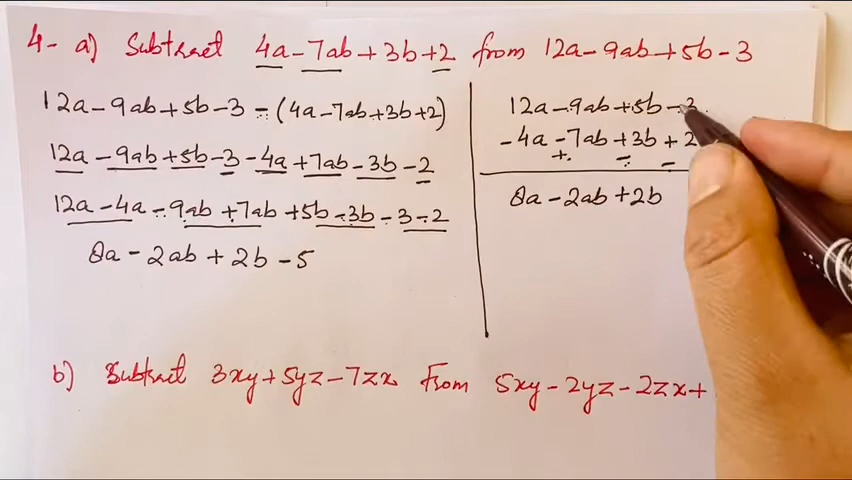 4- a) Subtract 4a - 7ab + 3b + 2 from 12a - 9ab + 5b - 3
12a - 9ab + 5b - 3 - (4a - 7ab + 3b + 2)
12a - 9ab + 5b - 3 - 4a + 7ab - 3b - 2
12a - 4a - 9ab + 7ab + 5b - 3b - 3 - 2
8a - 2ab + 2b - 5
12a - 9ab + 5b - 3
- 4a - 7ab + 3b + 2
+ - -
8a - 2ab + 2b
b) Subtract 3xy + 5yz - 7zx From 5xy - 2yz - 2zx +